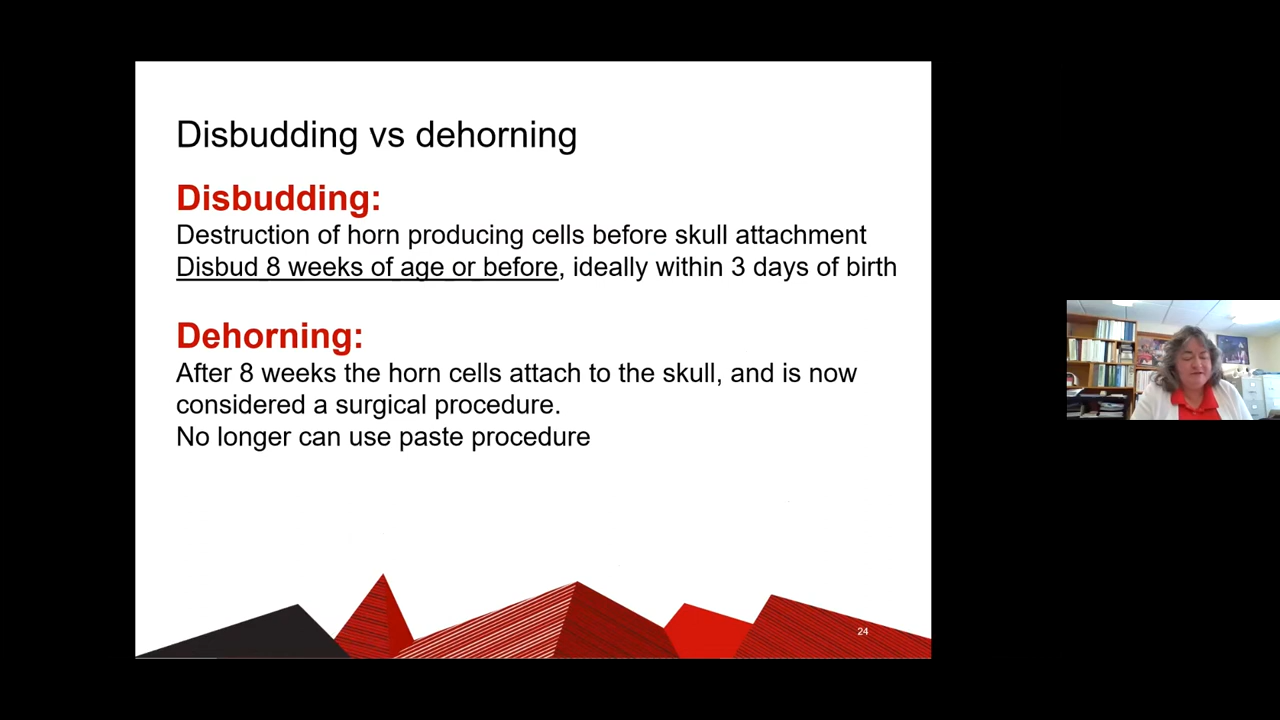 Disbudding vs dehorning
Disbudding:
Destruction of horn producing cells before skull attachment
Disbud 8 weeks of age or before, ideally within 3 days of birth
Dehorning:
After 8 weeks the horn cells attach to the skull, and is now
considered a surgical procedure.
No longer can use paste procedure
24